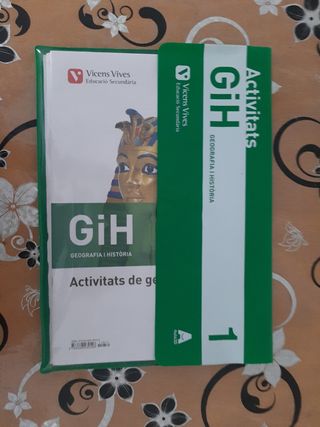 Vicens Vives
Educació Secundària
GiH
GEOGRAFIA I HISTÒRIA
Activitats de ge
Activitats
GiH
GEOGRAFIA I HISTÒRIA
1
Vicens Vives
Educació Secundària